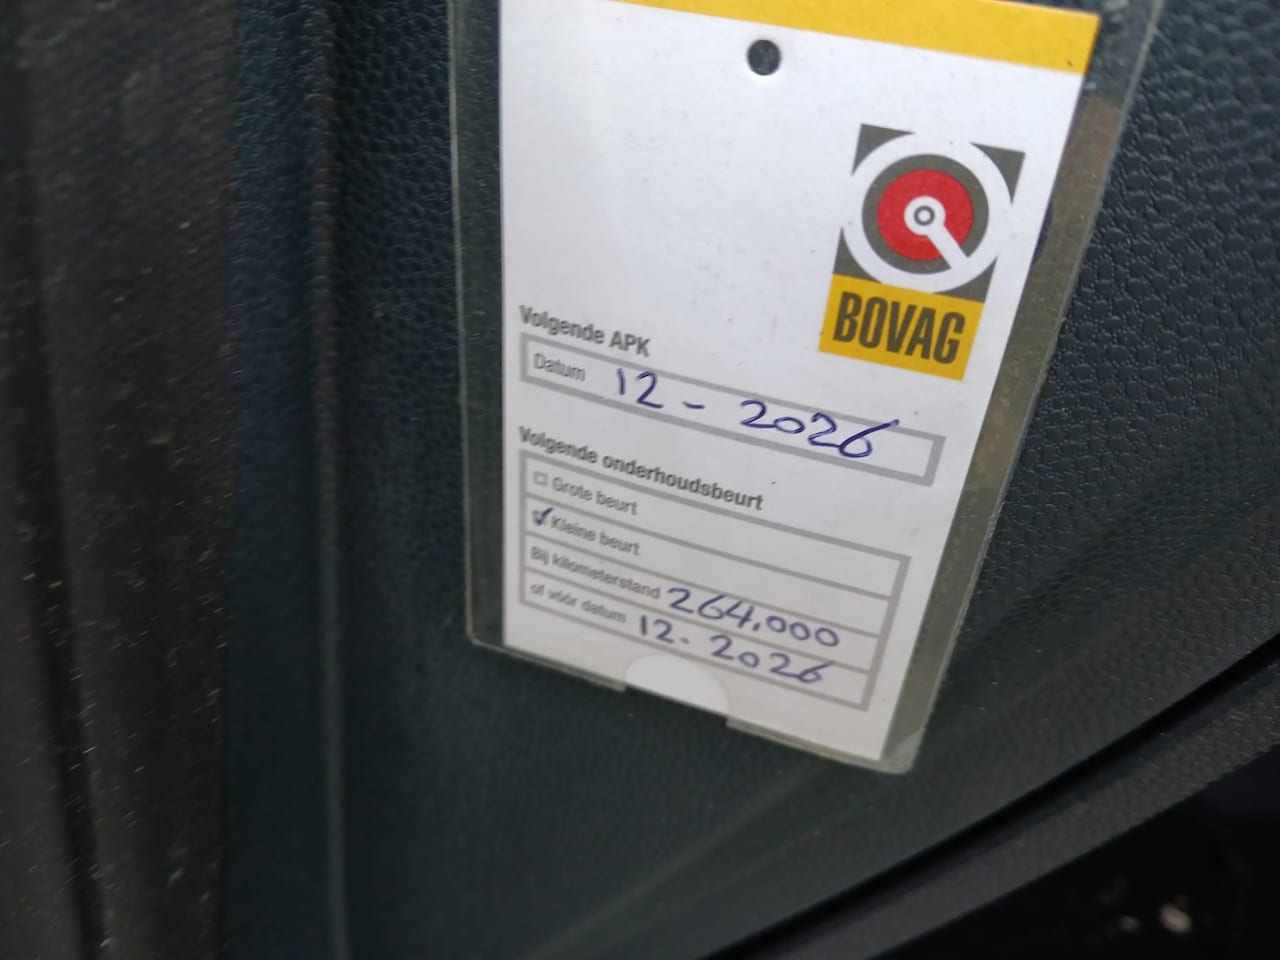 BOVAG
Volgende APK
Datum 12 - 2026
Volgende onderhoudsbeurt
Grote beurt
Kleine beurt
Bij kilometerstand 264.000
of vóór datum 12. 2026